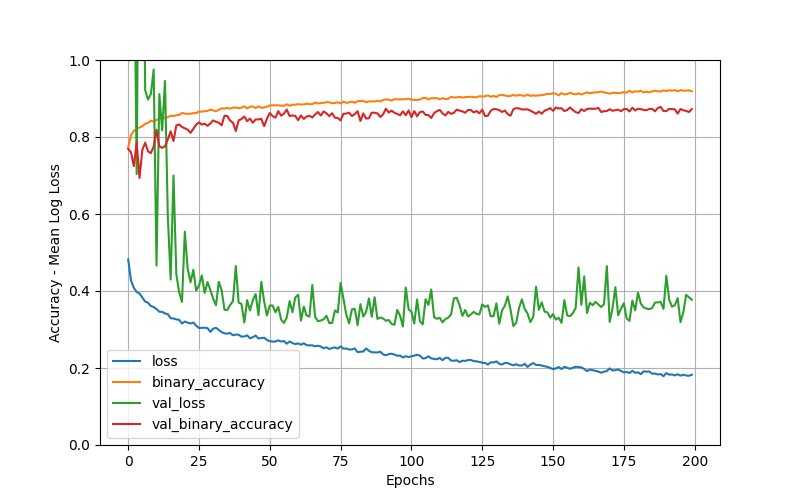 1.0
0.8
0.6
0.4
0.2
0.0
Accuracy - Mean Log Loss
loss
binary_accuracy
val_loss
val_binary_accuracy
0 25 50 75 100 125 150 175 200
Epochs